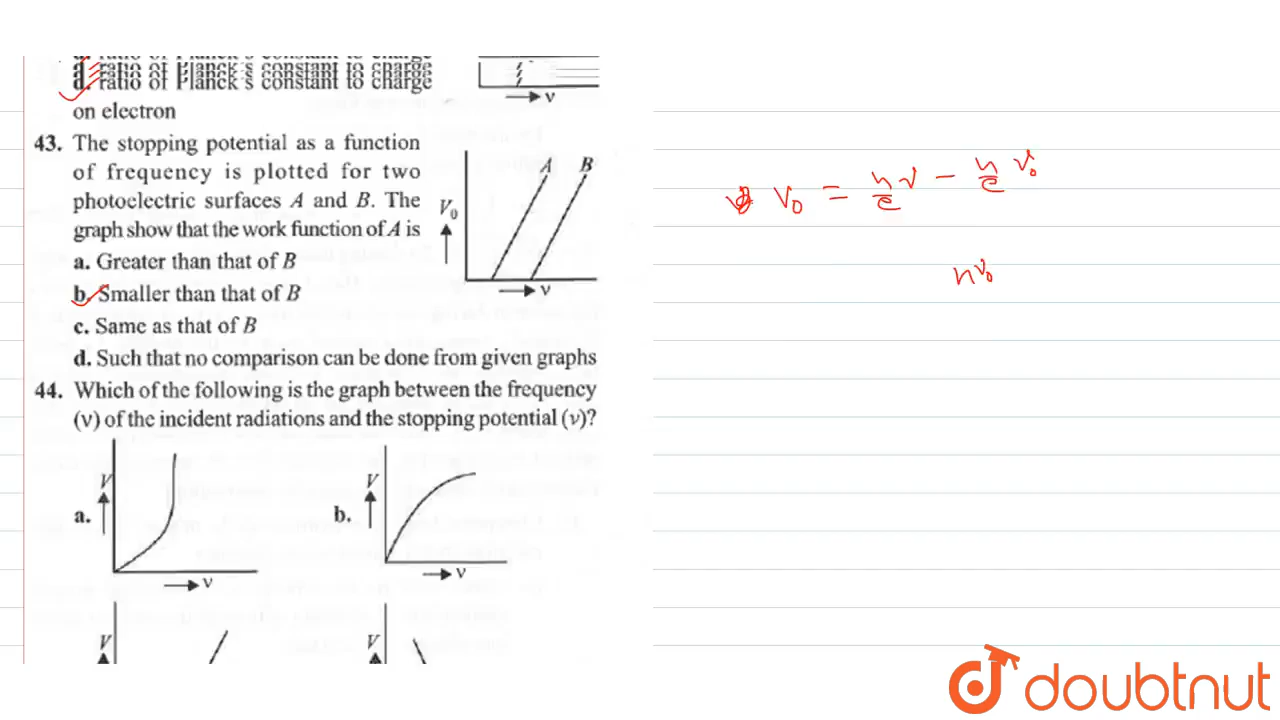 d. ratio of Planck's constant to charge
on electron
ν
43. The stopping potential as a function
of frequency is plotted for two
photoelectric surfaces A and B. The
graph show that the work function of A is
a. Greater than that of B
b. Smaller than that of B
c. Same as that of B
d. Such that no comparison can be done from given graphs
A B
V₀
ν
44. Which of the following is the graph between the frequency
(ν) of the incident radiations and the stopping potential (ν)?
a.
V
ν
b.
V
ν
V
V
V₀ = h/e ν - h/e ν₀
hν₀
doubtnut